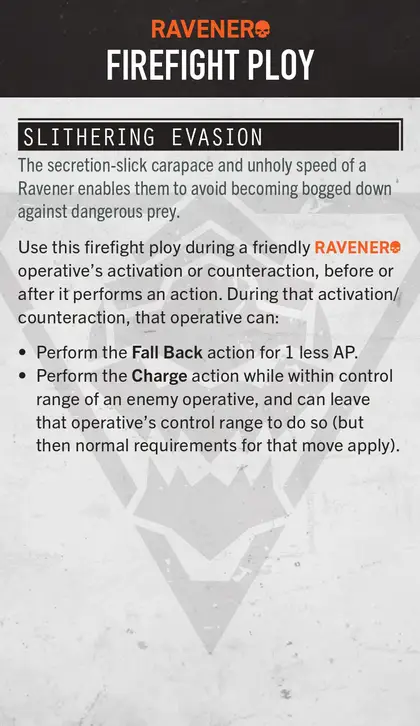 RAVENER
FIREFIGHT PLOY
SLITHERING EVASION
The secretion-slick carapace and unholy speed of a
Ravener enables them to avoid becoming bogged down
against dangerous prey.
Use this firefight ploy during a friendly RAVENER
operative’s activation or counteraction, before or
after it performs an action. During that activation/
counteraction, that operative can:
• Perform the Fall Back action for 1 less AP.
• Perform the Charge action while within control
range of an enemy operative, and can leave
that operative’s control range to do so (but
then normal requirements for that move apply).